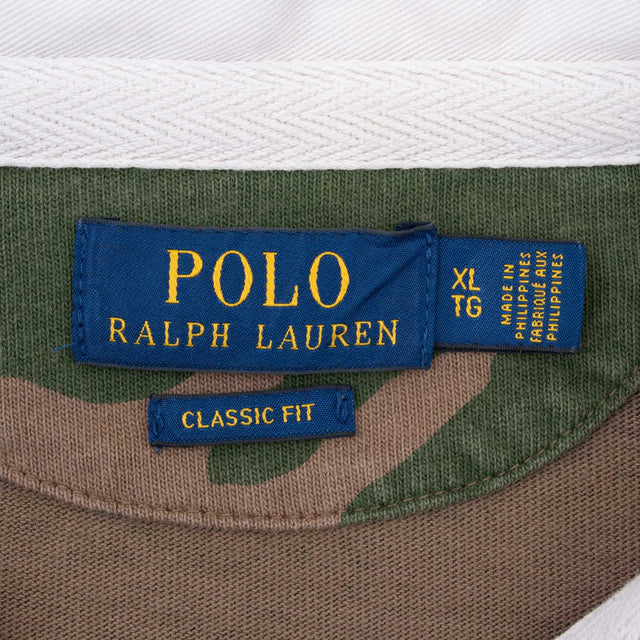 POLO
RALPH LAUREN
XL
TG
MADE IN
PHILIPPINES
FABRIQUÉ AUX
PHILIPPINES
CLASSIC FIT